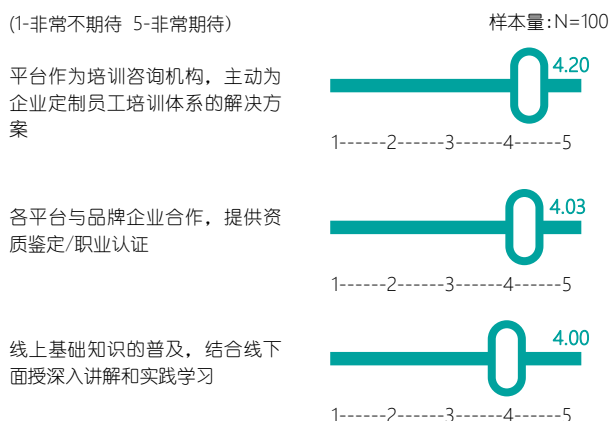 (1-非常不期待 5-非常期待)
样本量:N=100
平台作为培训咨询机构，主动为
企业定制员工培训体系的解决方
案
4.20
1------2------3------4------5
各平台与品牌企业合作，提供资
质鉴定/职业认证
4.03
1------2------3------4------5
线上基础知识的普及，结合线下
面授深入讲解和实践学习
4.00
1------2------3------4------5